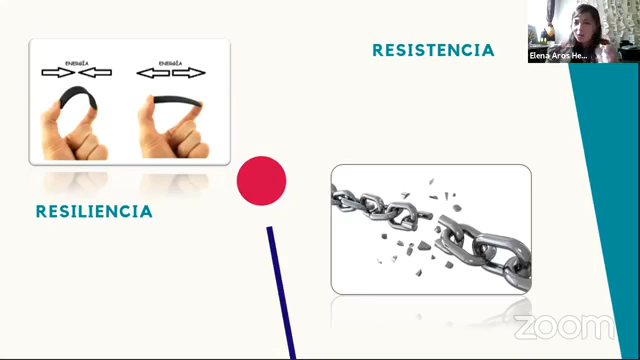 RESISTENCIA
Elena Aros He...
ENERGÍA
ENERGÍA
RESILIENCIA
zoom